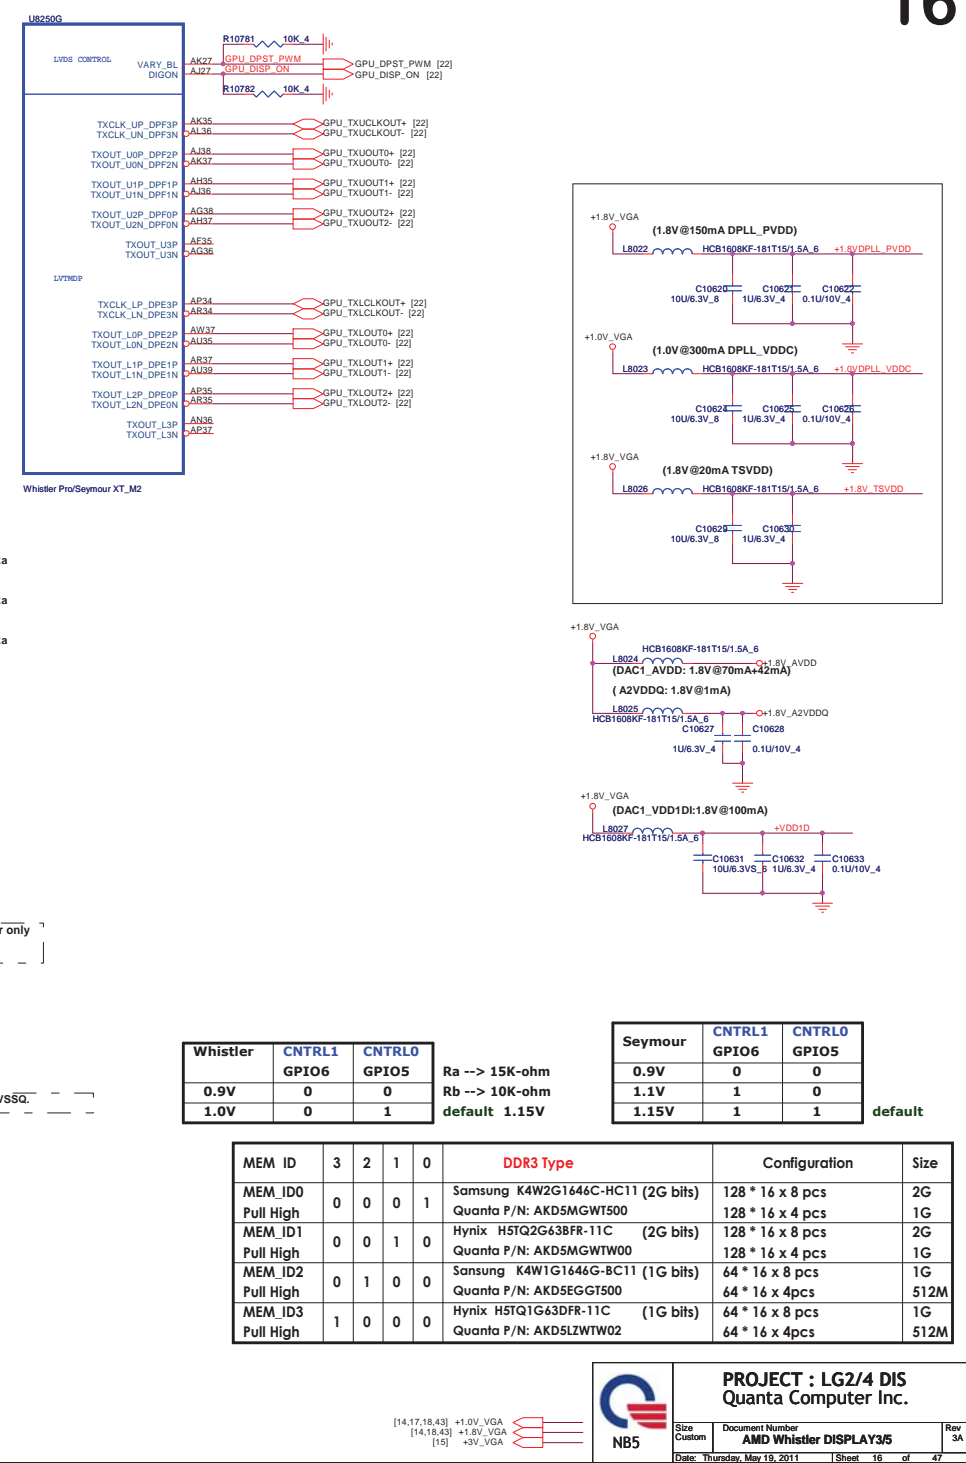 16
U8250G
LVDS CONTROL
VARY_BL AK27
DIGON AJ27
R10781 10K_4
GPU_DPST_PWM
GPU_DPST_PWM [22]
GPU_DISP_ON
GPU_DISP_ON [22]
R10782 10K_4
TXCLK_UP_DPF3P AK35 GPU_TXUCLKOUT+ [22]
TXCLK_UN_DPF3N AL36 GPU_TXUCLKOUT- [22]
TXOUT_U0P_DPF2P AJ38 GPU_TXUOUT0+ [22]
TXOUT_U0N_DPF2N AK37 GPU_TXUOUT0- [22]
TXOUT_U1P_DPF1P AH35 GPU_TXUOUT1+ [22]
TXOUT_U1N_DPF1N AJ36 GPU_TXUOUT1- [22]
TXOUT_U2P_DPF0P AG38 GPU_TXUOUT2+ [22]
TXOUT_U2N_DPF0N AH37 GPU_TXUOUT2- [22]
TXOUT_U3P AF35
TXOUT_U3N AG36
LVTMDP
TXCLK_LP_DPE3P AP34 GPU_TXLCLKOUT+ [22]
TXCLK_LN_DPE3N AR34 GPU_TXLCLKOUT- [22]
TXOUT_L0P_DPE2P AW37 GPU_TXLOUT0+ [22]
TXOUT_L0N_DPE2N AU35 GPU_TXLOUT0- [22]
TXOUT_L1P_DPE1P AR37 GPU_TXLOUT1+ [22]
TXOUT_L1N_DPE1N AU39 GPU_TXLOUT1- [22]
TXOUT_L2P_DPE0P AP35 GPU_TXLOUT2+ [22]
TXOUT_L2N_DPE0N AR35 GPU_TXLOUT2- [22]
TXOUT_L3P AN36
TXOUT_L3N AP37
Whistler Pro/Seymour XT_M2
+1.8V_VGA
(1.8V@150mA DPLL_PVDD)
L8022 HCB1608KF-181T15/1.5A_6 +1.8VDPLL_PVDD
C10620 C10621 C10622
10U/6.3V_8 1U/6.3V_4 0.1U/10V_4
+1.0V_VGA
(1.0V@300mA DPLL_VDDC)
L8023 HCB1608KF-181T15/1.5A_6 +1.0VDPLL_VDDC
C10624 C10625 C10626
10U/6.3V_8 1U/6.3V_4 0.1U/10V_4
+1.8V_VGA
(1.8V@20mA TSVDD)
L8026 HCB1608KF-181T15/1.5A_6 +1.8V_TSVDD
C10629 C10630
10U/6.3V_8 1U/6.3V_4
+1.8V_VGA
HCB1608KF-181T15/1.5A_6
L8024 +1.8V_AVDD
(DAC1_AVDD: 1.8V@70mA+42mA)
( A2VDDQ: 1.8V@1mA)
L8025 +1.8V_A2VDDQ
HCB1608KF-181T15/1.5A_6
C10627 C10628
1U/6.3V_4 0.1U/10V_4
+1.8V_VGA
(DAC1_VDD1DI:1.8V@100mA)
L8027 +VDD1D
HCB1608KF-181T15/1.5A_6
C10631 C10632 C10633
10U/6.3VS_6 1U/6.3V_4 0.1U/10V_4
r only
VSSQ.
Whistler CNTRL1 CNTRL0
GPIO6 GPIO5
0.9V 0 0
1.0V 0 1
Ra --> 15K-ohm
Rb --> 10K-ohm
default 1.15V
Seymour CNTRL1 CNTRL0
GPIO6 GPIO5
0.9V 0 0
1.1V 1 0
1.15V 1 1 default
MEM ID 3 2 1 0 DDR3 Type Configuration Size
MEM_ID0 Samsung K4W2G1646C-HC11 (2G bits) 128 * 16 x 8 pcs 2G
Pull High 0 0 0 1 Quanta P/N: AKD5MGWT500 128 * 16 x 4 pcs 1G
MEM_ID1 Hynix H5TQ2G63BFR-11C (2G bits) 128 * 16 x 8 pcs 2G
Pull High 0 0 1 0 Quanta P/N: AKD5MGWTW00 128 * 16 x 4 pcs 1G
MEM_ID2 Sansung K4W1G1646G-BC11 (1G bits) 64 * 16 x 8 pcs 1G
Pull High 0 1 0 0 Quanta P/N: AKD5EGGT500 64 * 16 x 4pcs 512M
MEM_ID3 Hynix H5TQ1G63DFR-11C (1G bits) 64 * 16 x 8 pcs 1G
Pull High 1 0 0 0 Quanta P/N: AKD5LZWTW02 64 * 16 x 4pcs 512M
[14,17,18,43] +1.0V_VGA
[14,18,43] +1.8V_VGA
[15] +3V_VGA
NB5
PROJECT : LG2/4 DIS
Quanta Computer Inc.
Size Document Number Rev
Custom AMD Whistler DISPLAY3/5 3A
Date: Thursday, May 19, 2011 Sheet 16 of 47